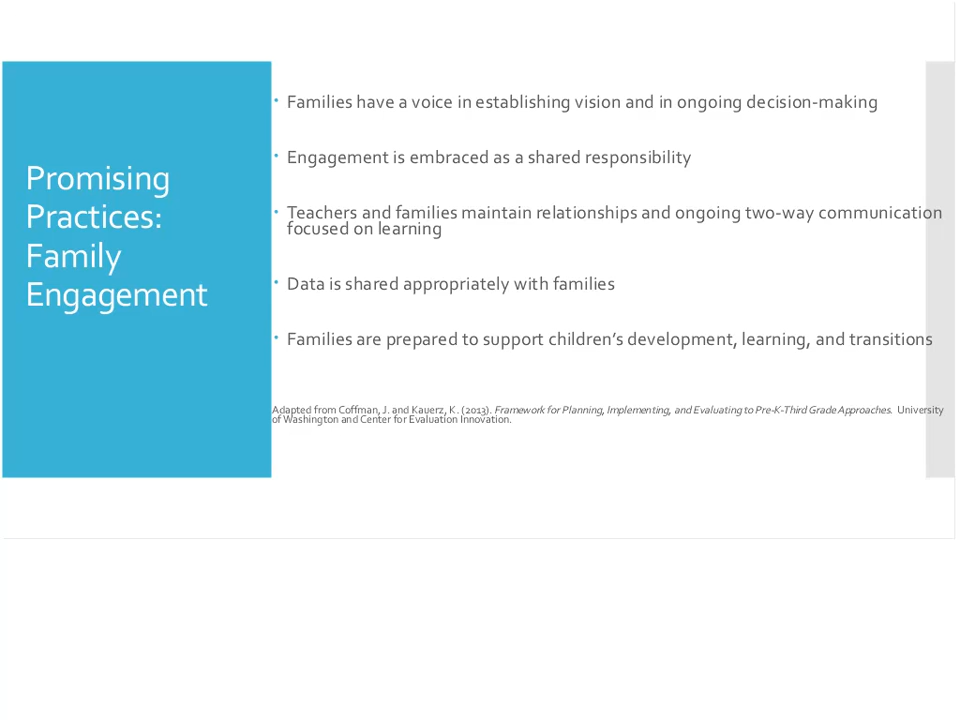 Promising
Practices:
Family
Engagement
• Families have a voice in establishing vision and in ongoing decision-making
• Engagement is embraced as a shared responsibility
• Teachers and families maintain relationships and ongoing two-way communication
focused on learning
• Data is shared appropriately with families
• Families are prepared to support children’s development, learning, and transitions
Adapted from Coffman, J. and Kauerz, K. (2013). Framework for Planning, Implementing, and Evaluating to Pre-K-Third Grade Approaches. University
of Washington and Center for Evaluation Innovation.